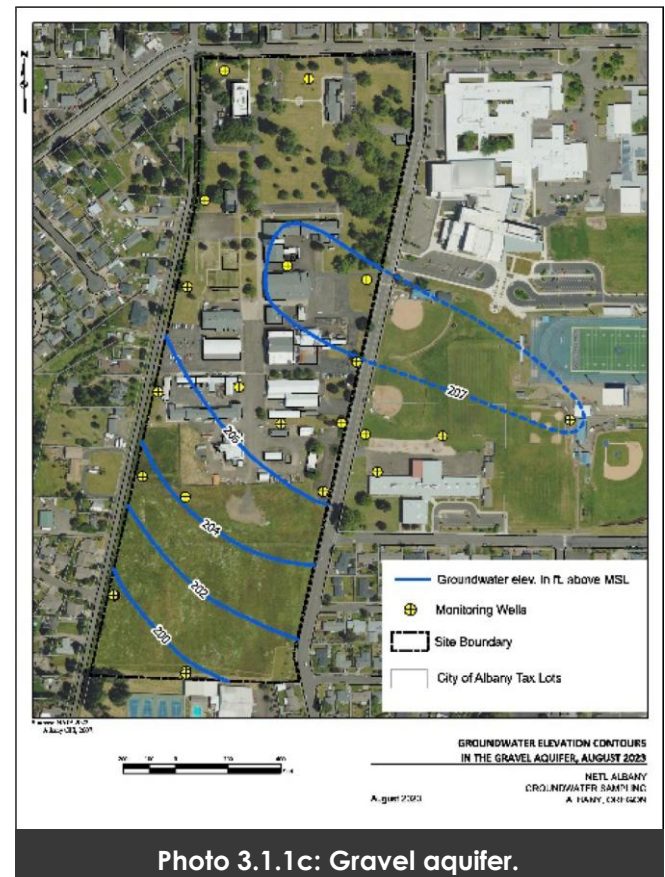 207
206
204
202
200
Groundwater elev. in ft. above MSL
Monitoring Wells
Site Boundary
City of Albany Tax Lots
GROUNDWATER ELEVATION CONTOURS
IN THE GRAVEL AQUIFER, AUGUST 2023
NETL ALBANY
GROUNDWATER SAMPLING
ALBANY, OREGON
August 2023
Photo 3.1.1c: Gravel aquifer.